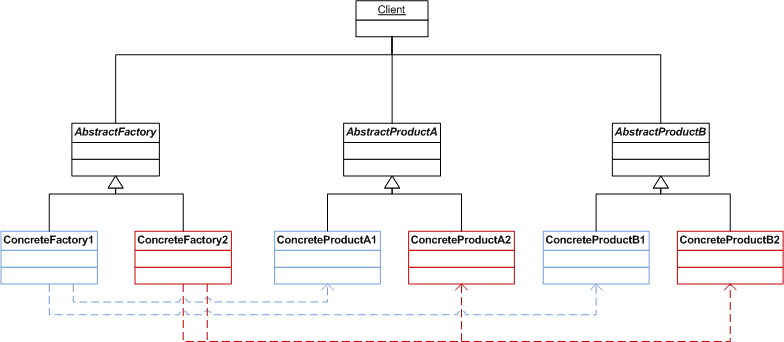 Client
AbstractFactory
AbstractProductA
AbstractProductB
ConcreteFactory1
ConcreteFactory2
ConcreteProductA1
ConcreteProductA2
ConcreteProductB1
ConcreteProductB2